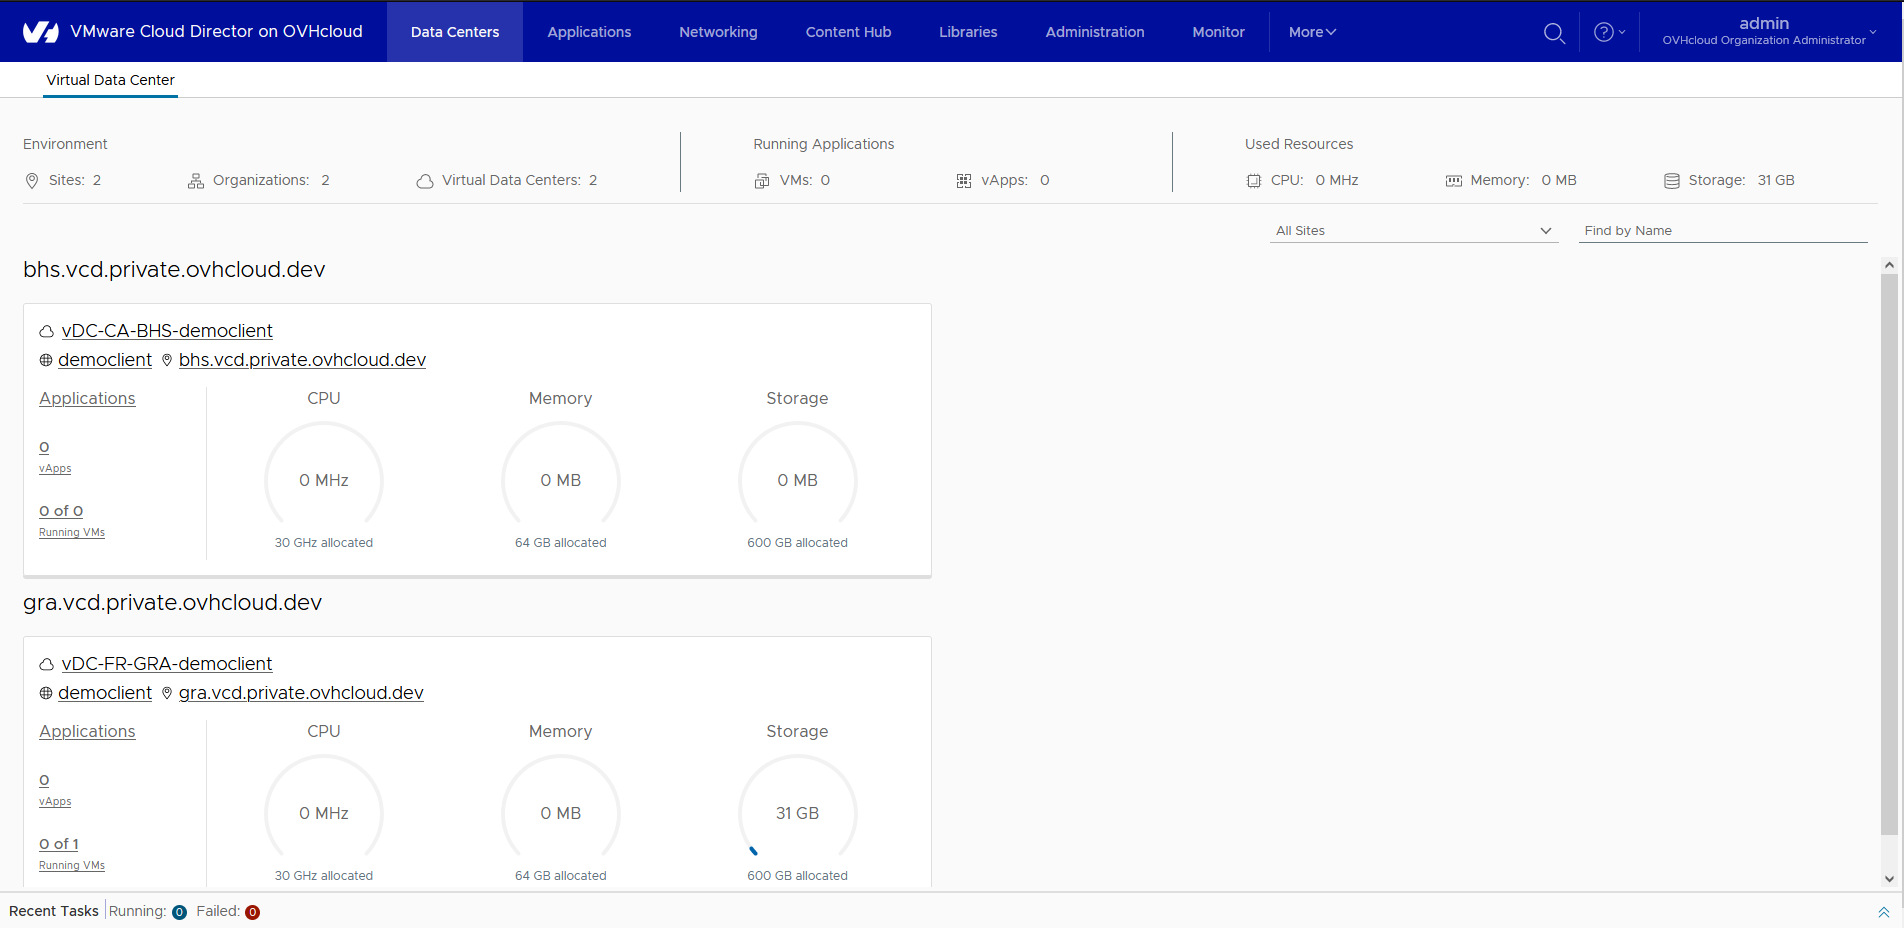 VMware Cloud Director on OVHcloud
Data Centers
Applications
Networking
Content Hub
Libraries
Administration
Monitor
More
admin
OVHcloud Organization Administrator
Virtual Data Center
Environment
Sites: 2
Organizations: 2
Virtual Data Centers: 2
Running Applications
VMs: 0
vApps: 0
Used Resources
CPU: 0 MHz
Memory: 0 MB
Storage: 31 GB
All Sites
Find by Name
bhs.vcd.private.ovhcloud.dev
vDC-CA-BHS-democlient
democlient bhs.vcd.private.ovhcloud.dev
Applications
0
vApps
0 of 0
Running VMs
CPU
0 MHz
30 GHz allocated
Memory
0 MB
64 GB allocated
Storage
0 MB
600 GB allocated
gra.vcd.private.ovhcloud.dev
vDC-FR-GRA-democlient
democlient gra.vcd.private.ovhcloud.dev
Applications
0
vApps
0 of 1
Running VMs
CPU
0 MHz
30 GHz allocated
Memory
0 MB
64 GB allocated
Storage
31 GB
600 GB allocated
Recent Tasks Running: 0 Failed: 0